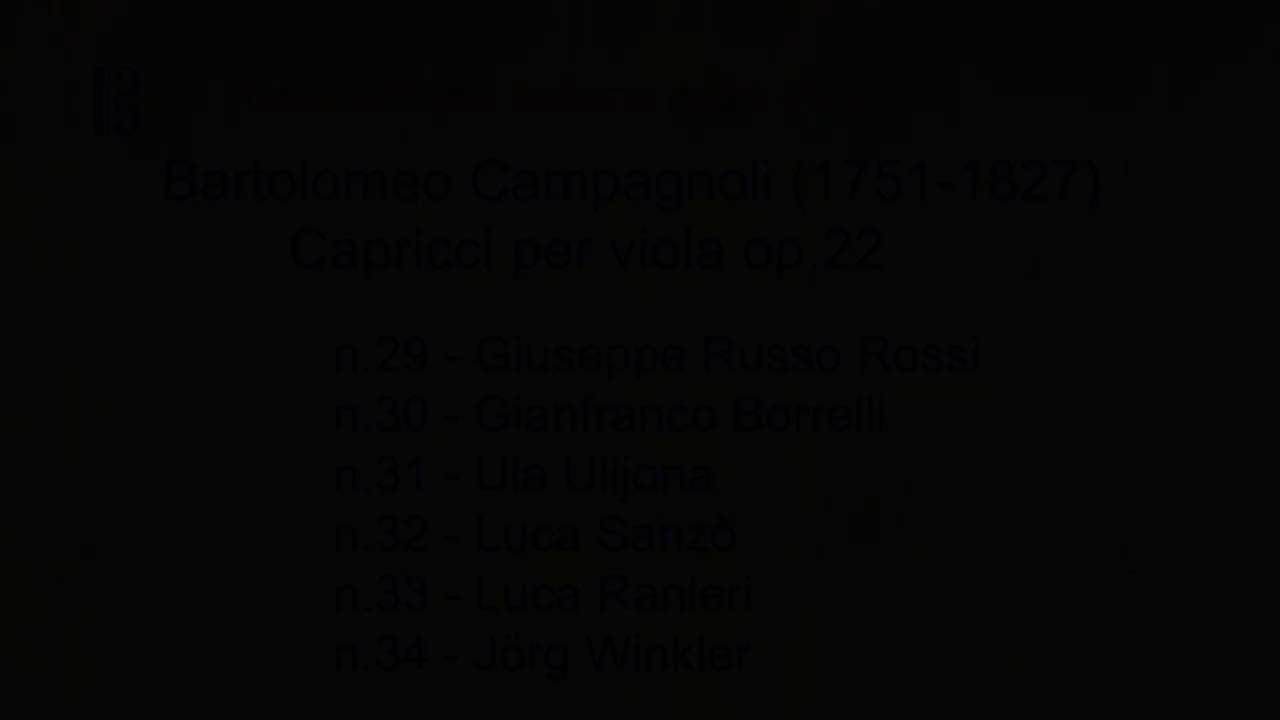 Bartolomeo Campagnoli (1751-1827)
Capricci per viola op.22
n.29 - Giuseppe Russo Rossi
n.30 - Gianfranco Borrelli
n.31 - Ula Ulijona
n.32 - Luca Sanzò
n.33 - Luca Ranieri
n.34 - Jörg Winkler